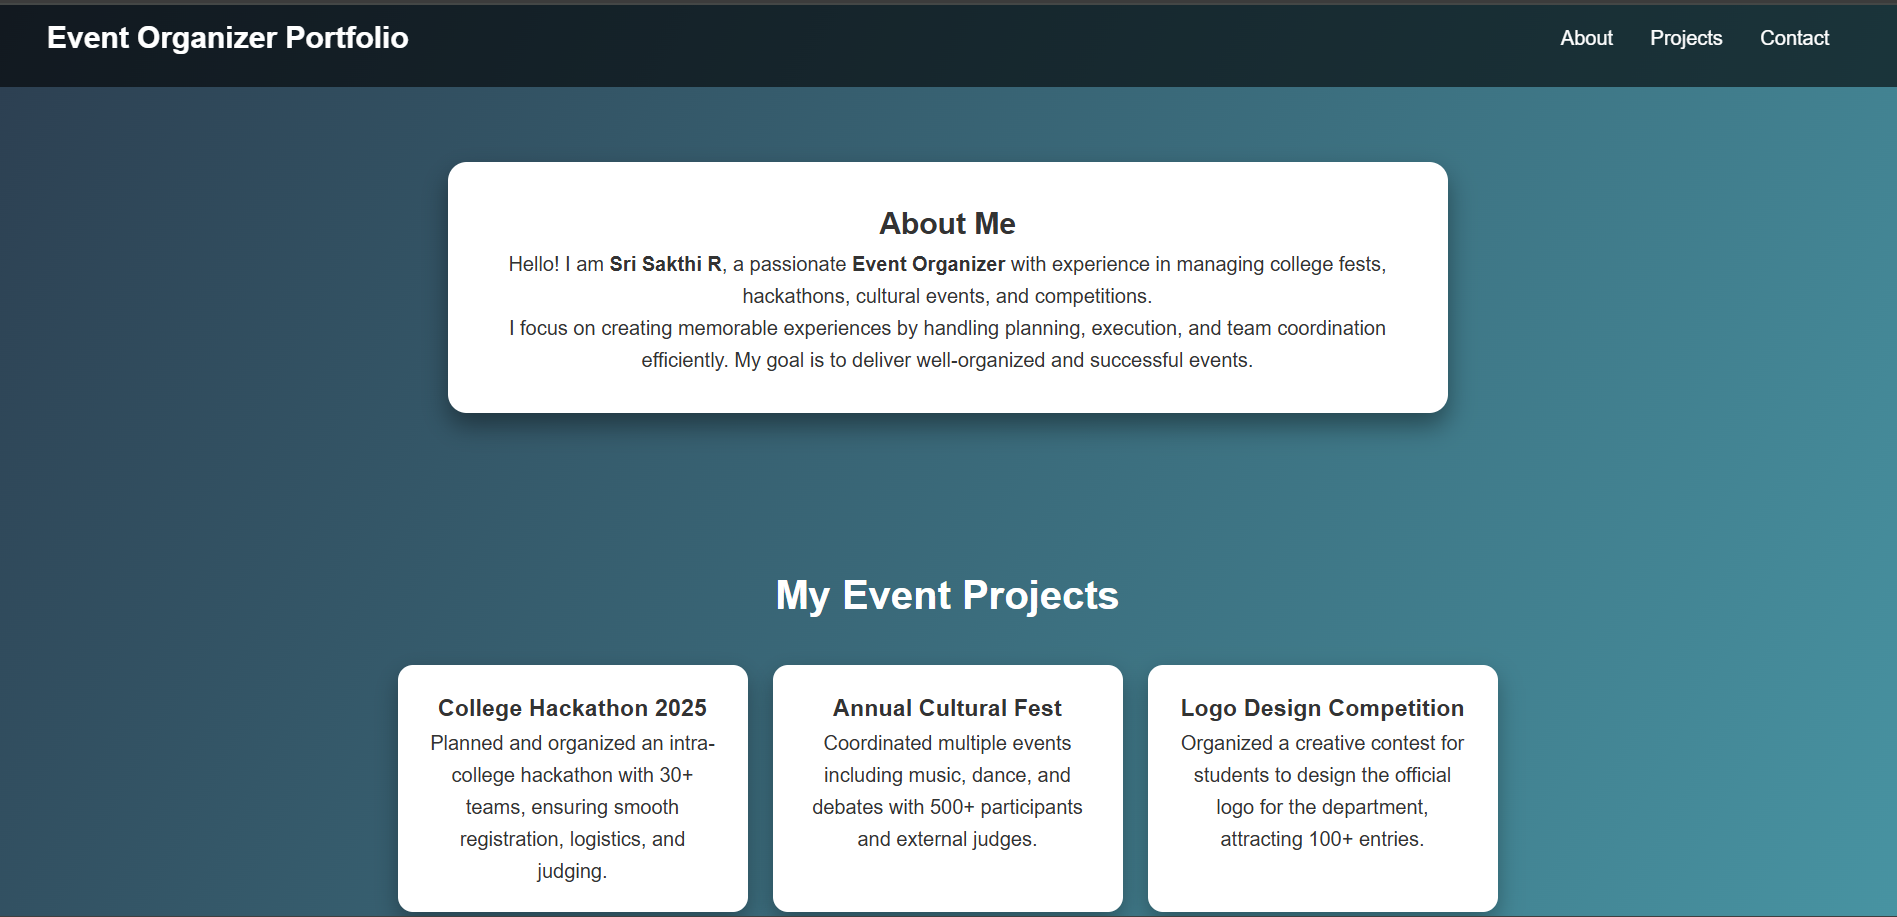 Event Organizer Portfolio
About Projects Contact
About Me
Hello! I am Sri Sakthi R, a passionate Event Organizer with experience in managing college fests,
hackathons, cultural events, and competitions.
I focus on creating memorable experiences by handling planning, execution, and team coordination
efficiently. My goal is to deliver well-organized and successful events.
My Event Projects
College Hackathon 2025
Planned and organized an intra-
college hackathon with 30+
teams, ensuring smooth
registration, logistics, and
judging.
Annual Cultural Fest
Coordinated multiple events
including music, dance, and
debates with 500+ participants
and external judges.
Logo Design Competition
Organized a creative contest for
students to design the official
logo for the department,
attracting 100+ entries.